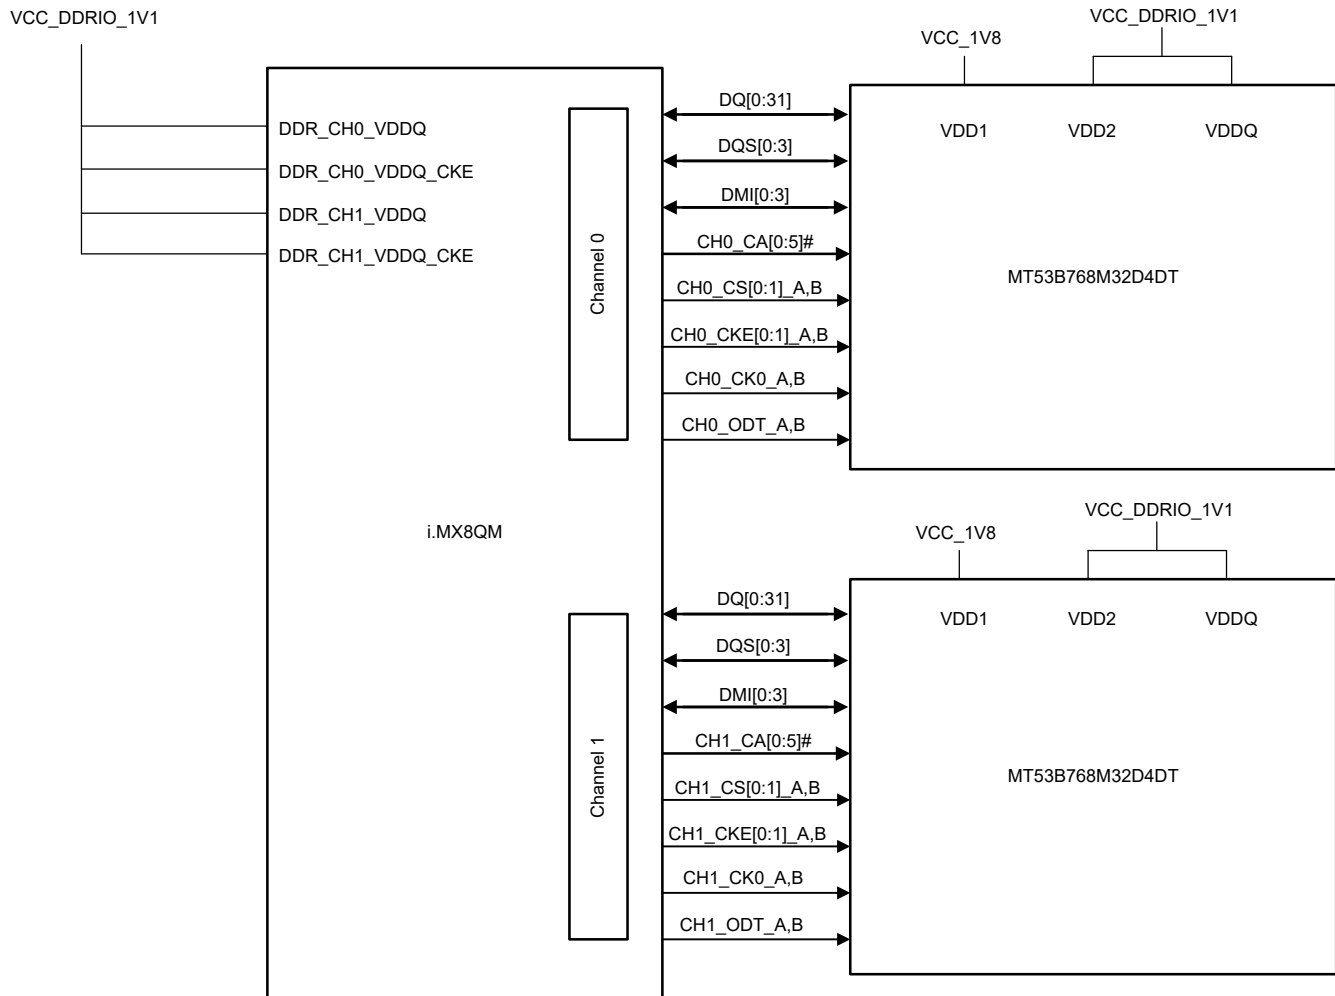 VCC_DDRIO_1V1
DDR_CH0_VDDQ
DDR_CH0_VDDQ_CKE
DDR_CH1_VDDQ
DDR_CH1_VDDQ_CKE
i.MX8QM
Channel 0
DQ[0:31]
DQS[0:3]
DMI[0:3]
CH0_CA[0:5]#
CH0_CS[0:1]_A,B
CH0_CKE[0:1]_A,B
CH0_CK0_A,B
CH0_ODT_A,B
VCC_1V8
VCC_DDRIO_1V1
VDD1 VDD2 VDDQ
MT53B768M32D4DT
Channel 1
DQ[0:31]
DQS[0:3]
DMI[0:3]
CH1_CA[0:5]#
CH1_CS[0:1]_A,B
CH1_CKE[0:1]_A,B
CH1_CK0_A,B
CH1_ODT_A,B
VCC_1V8
VCC_DDRIO_1V1
VDD1 VDD2 VDDQ
MT53B768M32D4DT